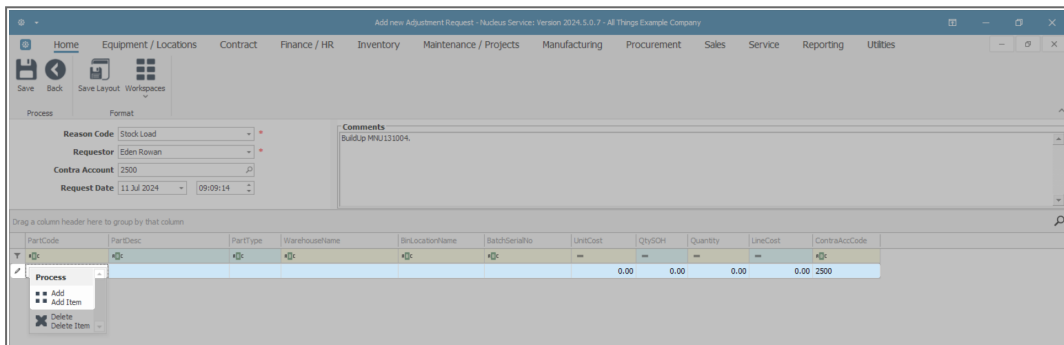 Add new Adjustment Request - Nucleus Service: Version 2024.5.0.7 - All Things Example Company
Home Equipment / Locations Contract Finance / HR Inventory Maintenance / Projects Manufacturing Procurement Sales Service Reporting Utilities
Save Back Save Layout Workspaces
Process Format
Reason Code Stock Load *
Requestor Eden Rowan *
Contra Account 2500
Request Date 11 Jul 2024 09:09:14
Comments
BuildUp MNU131004.
Drag a column header here to group by that column
PartCode PartDesc PartType WarehouseName BinLocationName BatchSerialNo UnitCost QtySOH Quantity LineCost ContraAccCode
0.00 0.00 0.00 0.00 2500
Process
Add
Add Item
Delete
Delete Item